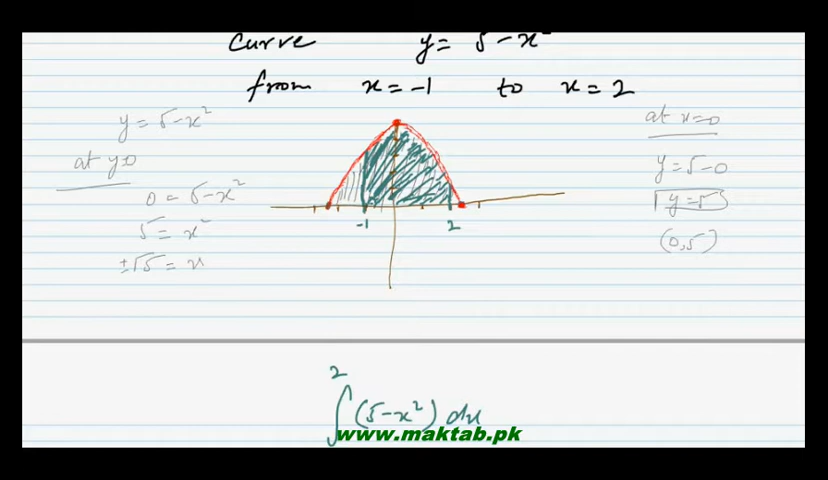 curve y = 5 - x²
from x = -1 to x = 2
y = 5 - x²
at y=0
0 = 5 - x²
5 = x²
±√5 = x
at x=0
y = 5 - 0
y = 5
(0,5)
-1 2
2
∫(5-x²) dx
www.maktab.pk